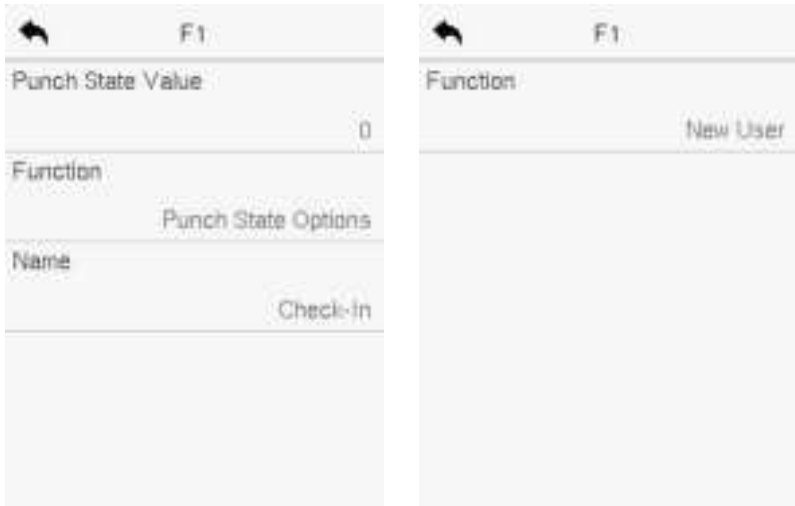 F1
Punch State Value
0
Function
Punch State Options
Name
Check-In
F1
Function
New User